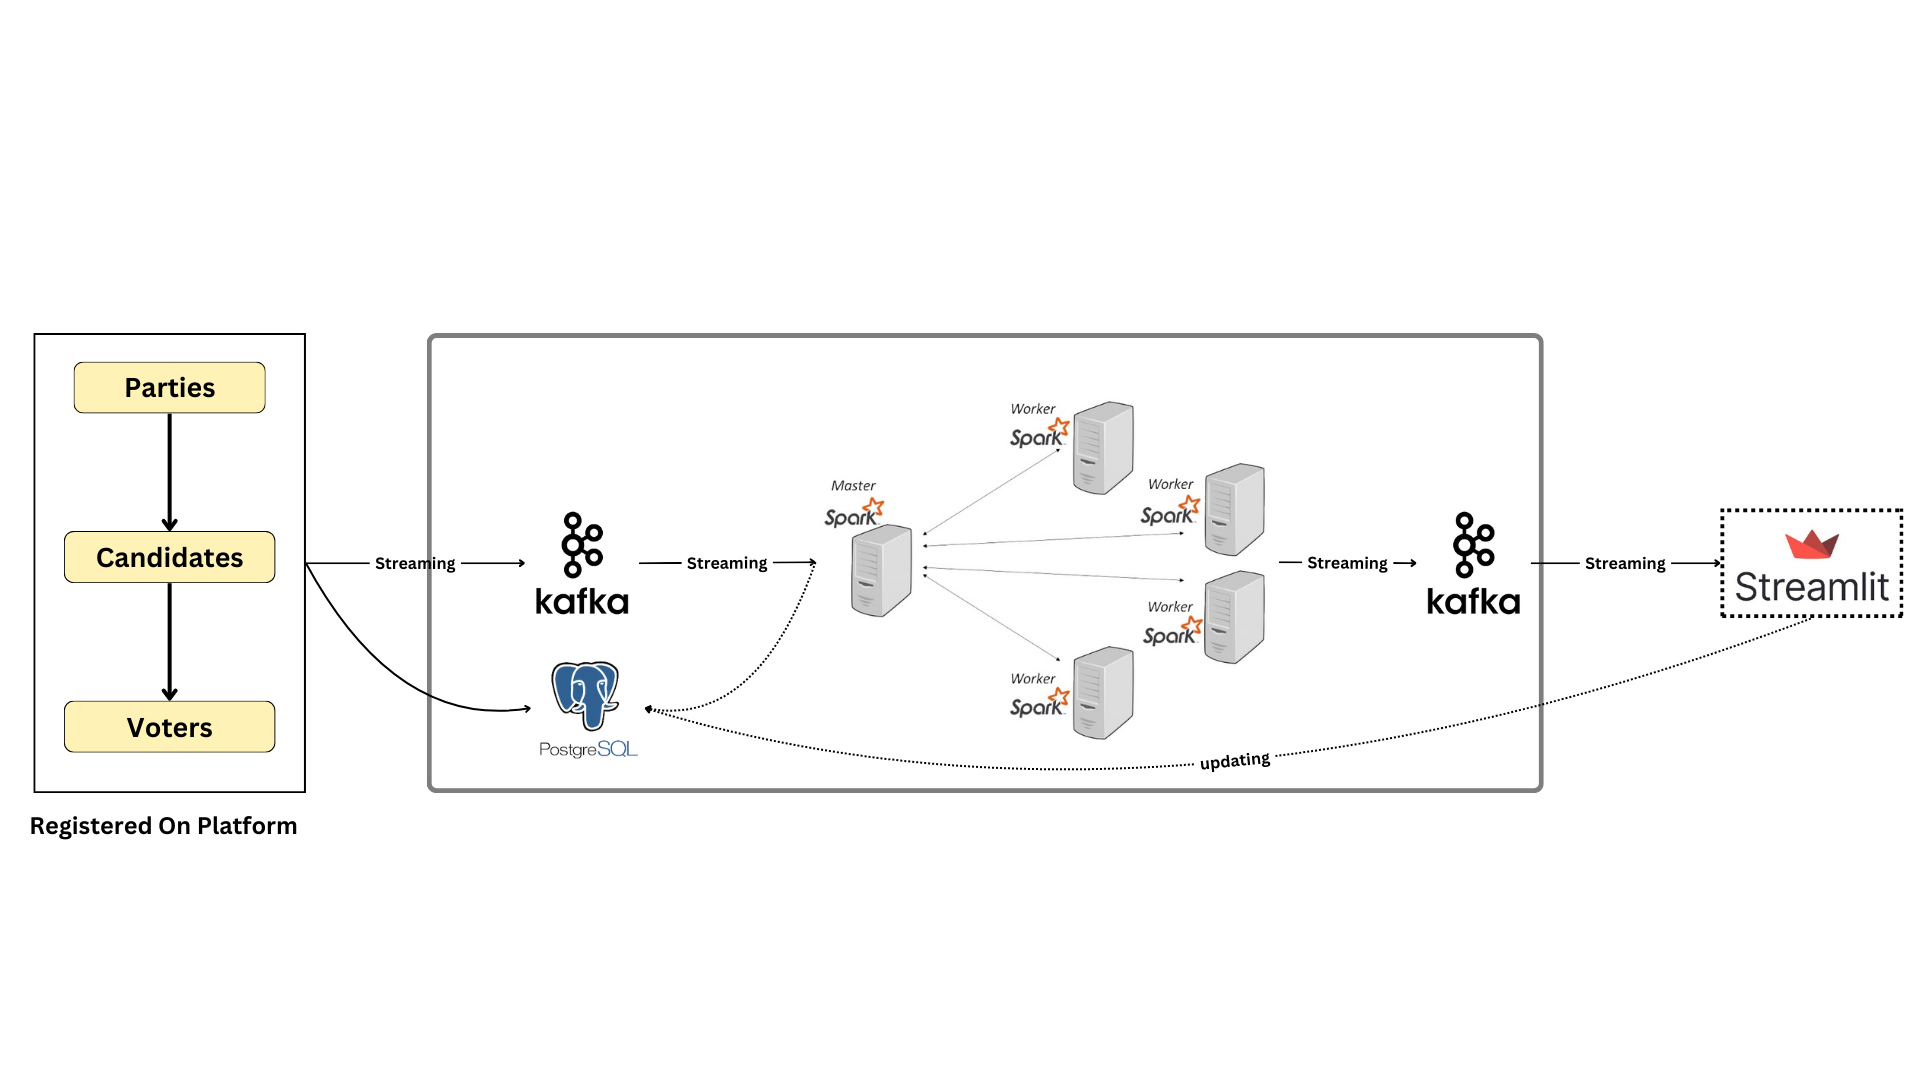 Parties
Candidates
Voters
Registered On Platform
Streaming
kafka
PostgreSQL
Streaming
Master
Spark
Worker
Spark
Worker
Spark
Worker
Spark
Worker
Spark
Streaming
kafka
Streaming
Streamlit
updating